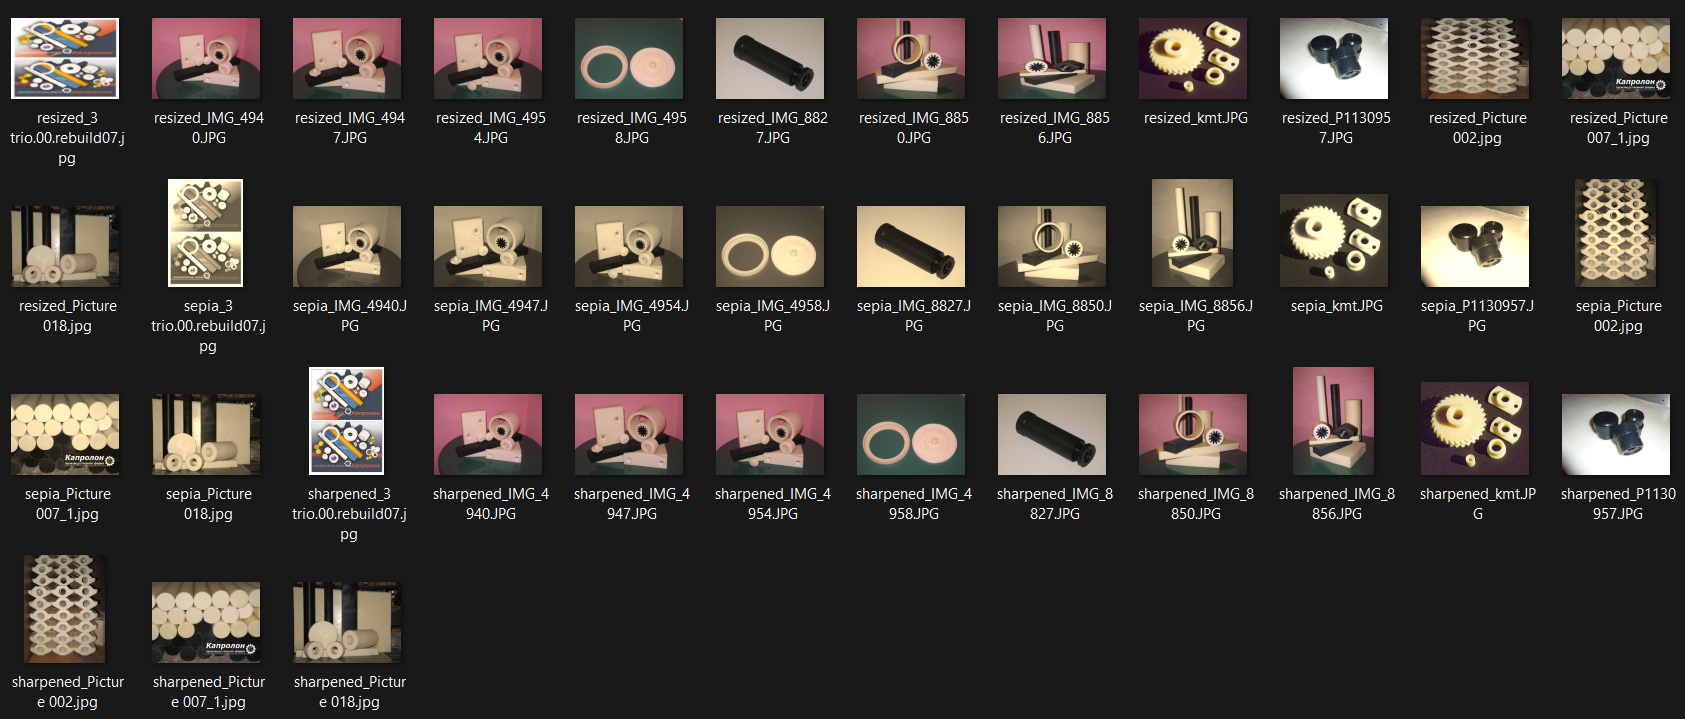 resized_3
trio.00.rebuild07.j
pg
resized_IMG_494
0.JPG
resized_IMG_494
7.JPG
resized_IMG_495
4.JPG
resized_IMG_495
8.JPG
resized_IMG_882
7.JPG
resized_IMG_885
0.JPG
resized_IMG_885
6.JPG
resized_kmt.JPG
resized_P113095
7.JPG
resized_Picture
002.jpg
Капролон
resized_Picture
007_1.jpg
resized_Picture
018.jpg
sepia_3
trio.00.rebuild07.j
pg
sepia_IMG_4940.J
PG
sepia_IMG_4947.J
PG
sepia_IMG_4954.J
PG
sepia_IMG_4958.J
PG
sepia_IMG_8827.J
PG
sepia_IMG_8850.J
PG
sepia_IMG_8856.J
PG
sepia_kmt.JPG
sepia_P1130957.J
PG
sepia_Picture
002.jpg
Капролон
sepia_Picture
007_1.jpg
sepia_Picture
018.jpg
sharpened_3
trio.00.rebuild07.j
pg
sharpened_IMG_4
940.JPG
sharpened_IMG_4
947.JPG
sharpened_IMG_4
954.JPG
sharpened_IMG_4
958.JPG
sharpened_IMG_8
827.JPG
sharpened_IMG_8
850.JPG
sharpened_IMG_8
856.JPG
sharpened_kmt.JP
G
sharpened_P1130
957.JPG
sharpened_Pictur
e 002.jpg
Капролон
sharpened_Pictur
e 007_1.jpg
sharpened_Pictur
e 018.jpg